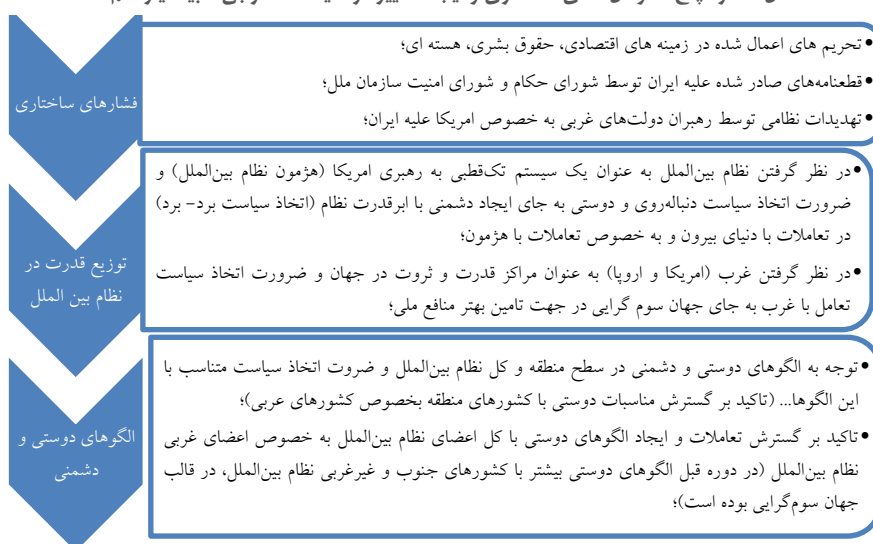 فشارهای ساختاری
•تحریم های اعمال شده در زمینه های اقتصادی، حقوق بشری، هسته ای؛
•قطعنامه‌های صادر شده علیه ایران توسط شورای حکام و شورای امنیت سازمان ملل؛
•تهدیدات نظامی توسط رهبران دولت‌های غربی به خصوص امریکا علیه ایران؛
توزیع قدرت در
نظام بین الملل
•در نظر گرفتن نظام بین‌الملل به عنوان یک سیستم تک‌قطبی به رهبری امریکا (هژمون نظام بین‌الملل) و
ضرورت اتخاذ سیاست دنباله‌روی و دوستی به جای ایجاد دشمنی با ابرقدرت نظام (اتخاذ سیاست برد- برد)
در تعاملات با دنیای بیرون و به خصوص تعاملات با هژمون؛
•در نظر گرفتن غرب (امریکا و اروپا) به عنوان مراکز قدرت و ثروت در جهان و ضرورت اتخاذ سیاست
تعامل با غرب به جای جهان سوم گرایی در جهت تامین بهتر منافع ملی؛
الگوهای دوستی و
دشمنی
•توجه به الگوهای دوستی و دشمنی در سطح منطقه و کل نظام بین‌الملل و ضروت اتخاذ سیاست متناسب با
این الگوها... (تاکید بر گسترش مناسبات دوستی با کشورهای منطقه بخصوص کشورهای عربی)؛
•تاکید بر گسترش تعاملات و ایجاد الگوهای دوستی با کل اعضای نظام بین‌الملل به خصوص اعضای غربی
نظام بین‌الملل (در دوره قبل الگوهای دوستی بیشتر با کشورهای جنوب و غیرغربی نظام بین‌الملل، در قالب
جهان سوم‌گرایی بوده است)؛